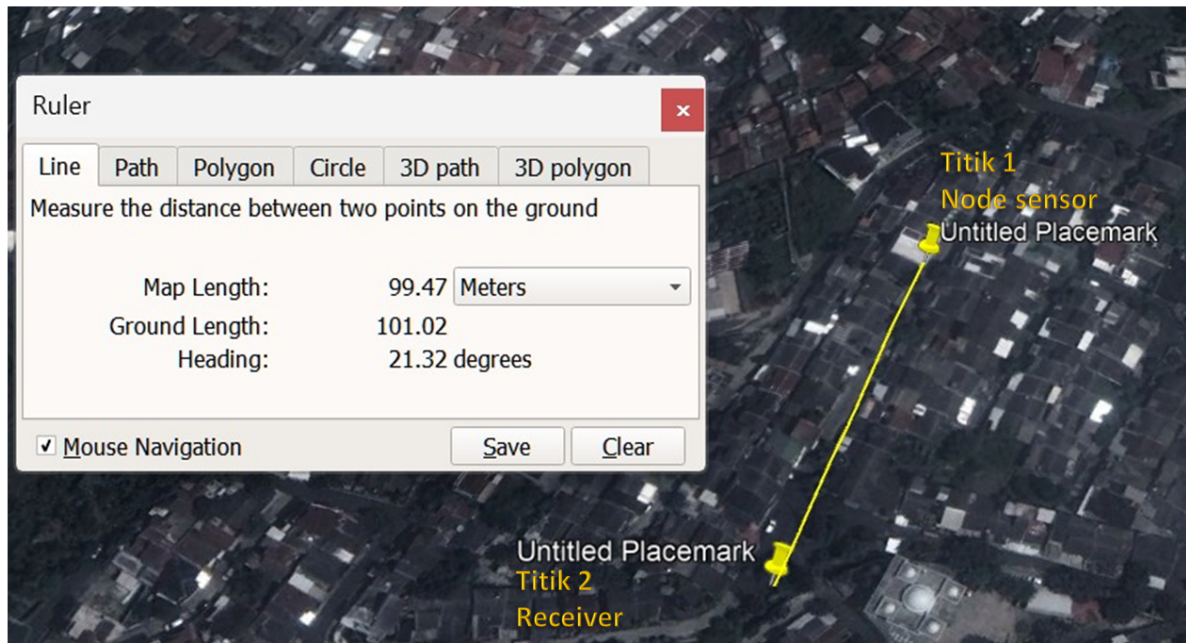 Ruler
x
Line Path Polygon Circle 3D path 3D polygon
Measure the distance between two points on the ground
Map Length: 99.47 Meters
Ground Length: 101.02
Heading: 21.32 degrees
Mouse Navigation Save Clear
Titik 1
Node sensor
Untitled Placemark
Untitled Placemark
Titik 2
Receiver